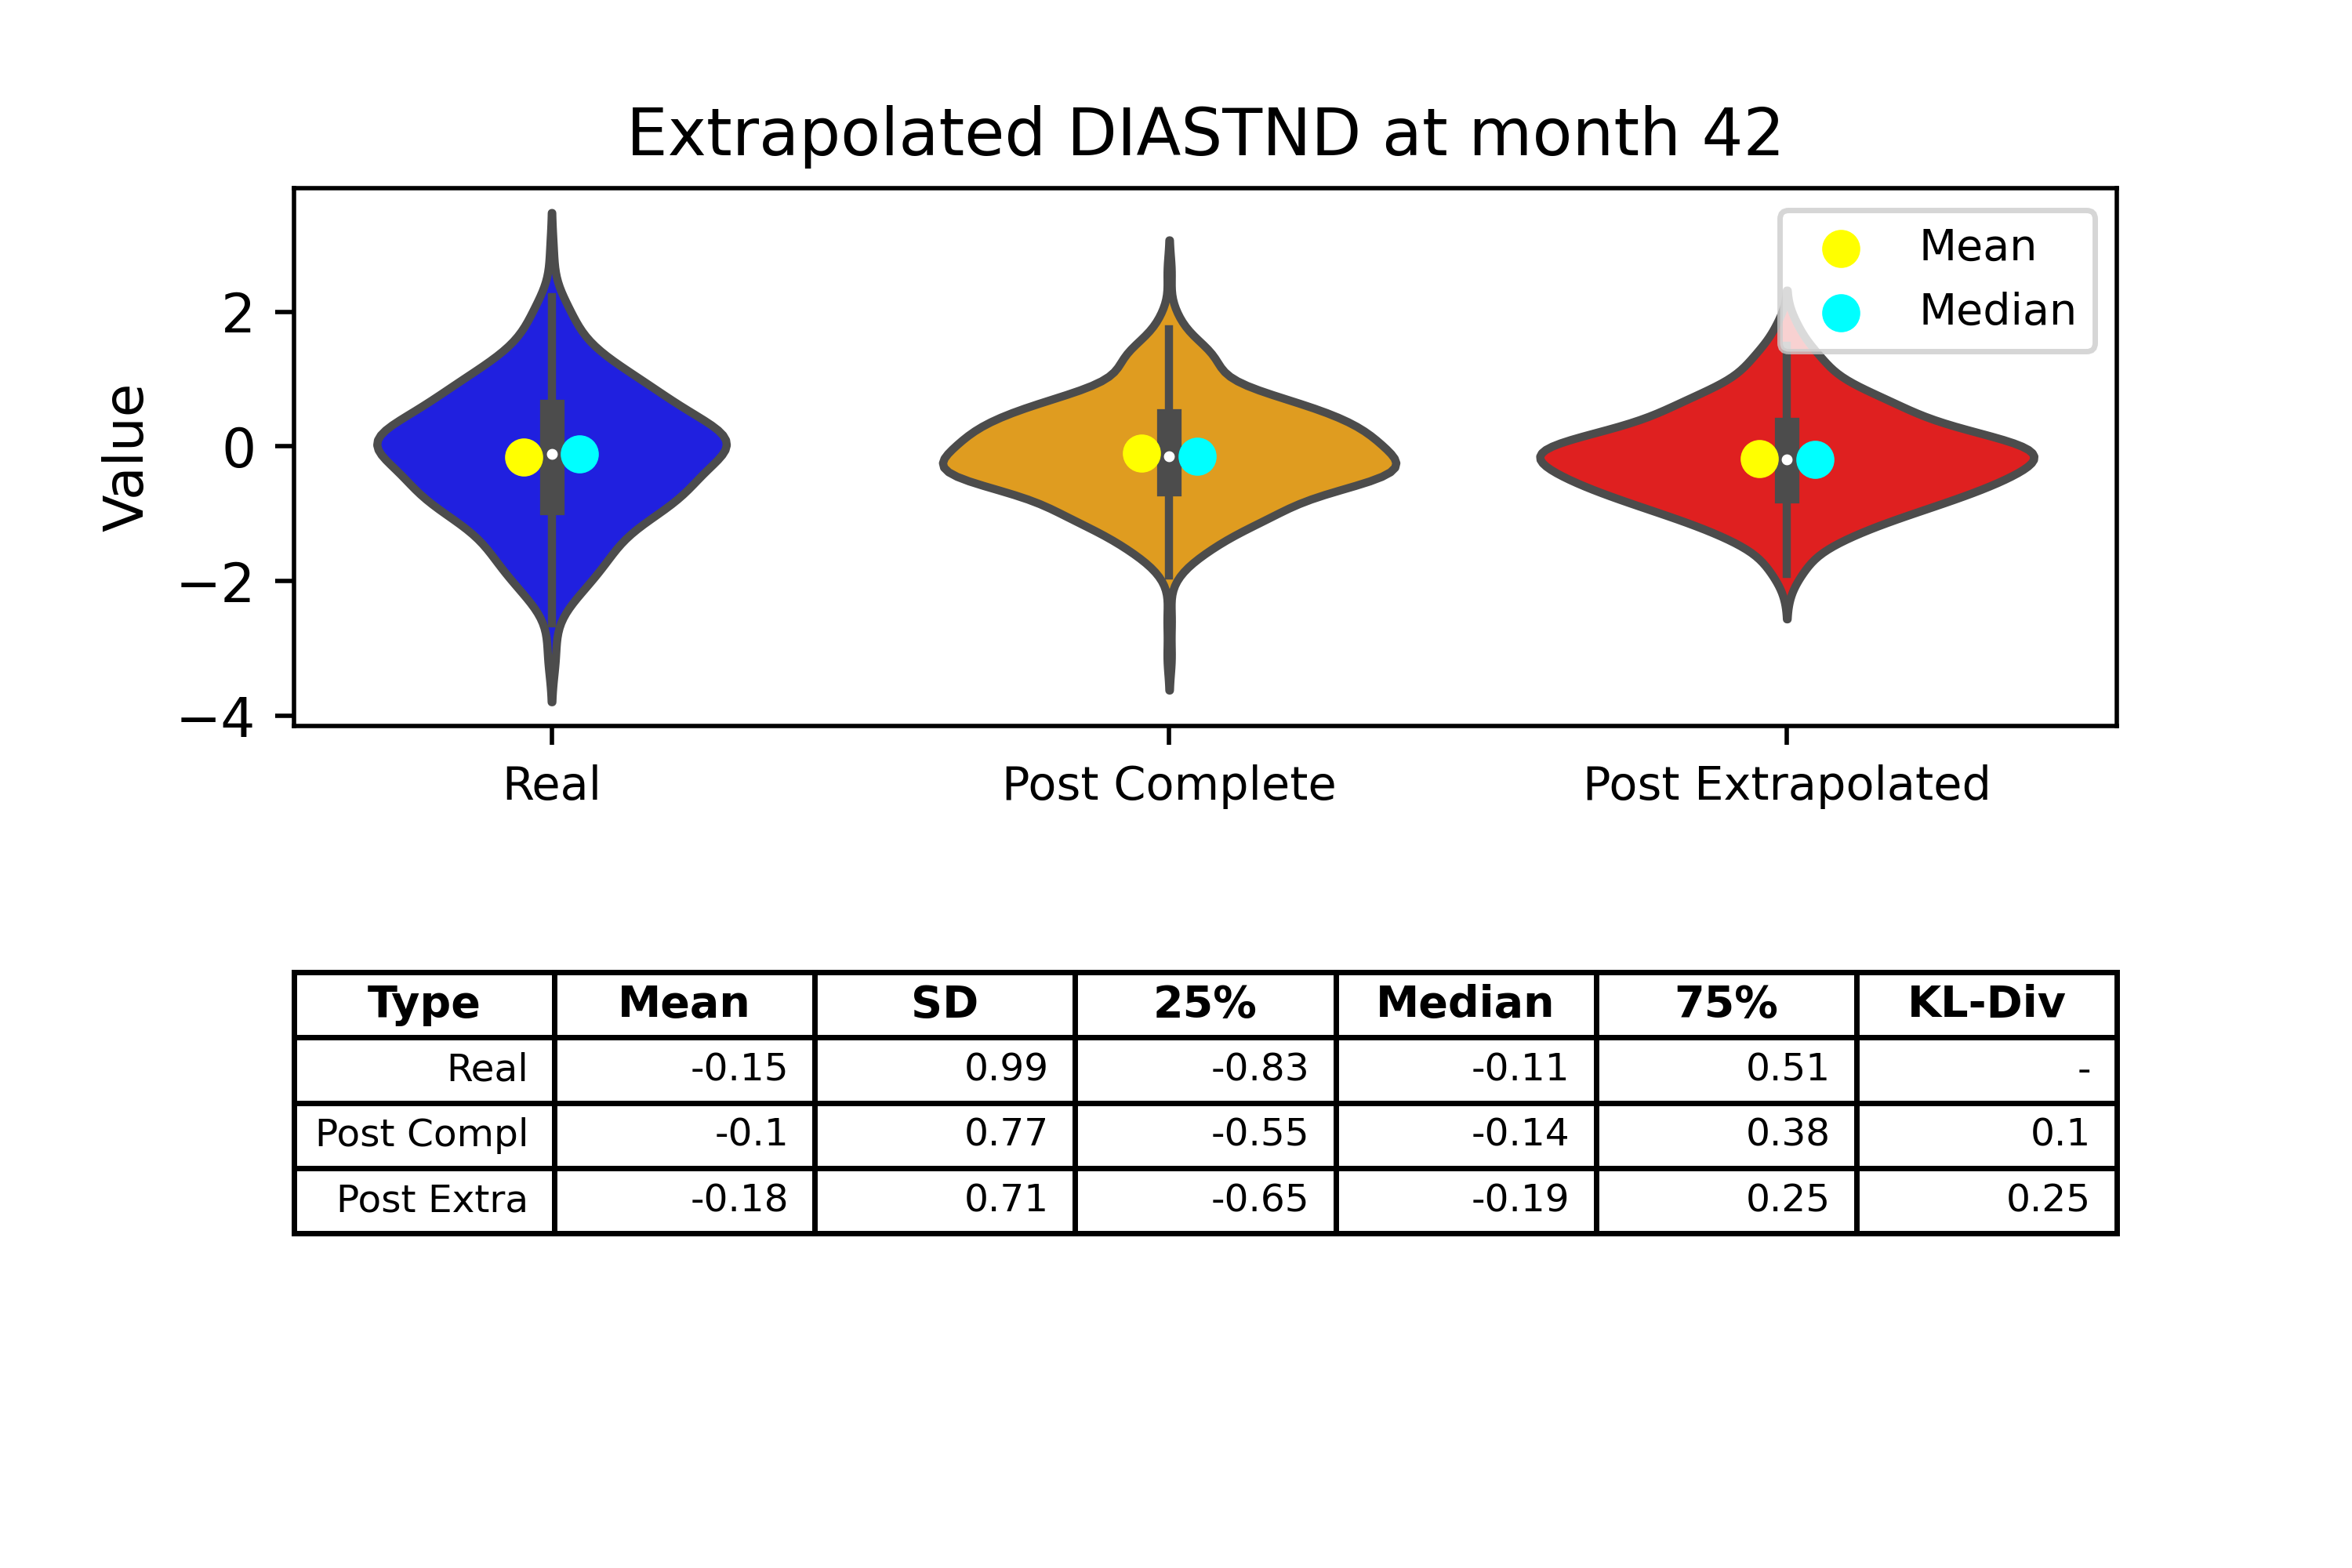 Extrapolated DIASTND at month 42
Mean
Median
Value
2
0
−2
−4
Real Post Complete Post Extrapolated
Type Mean SD 25% Median 75% KL-Div
Real -0.15 0.99 -0.83 -0.11 0.51 -
Post Compl -0.1 0.77 -0.55 -0.14 0.38 0.1
Post Extra -0.18 0.71 -0.65 -0.19 0.25 0.25